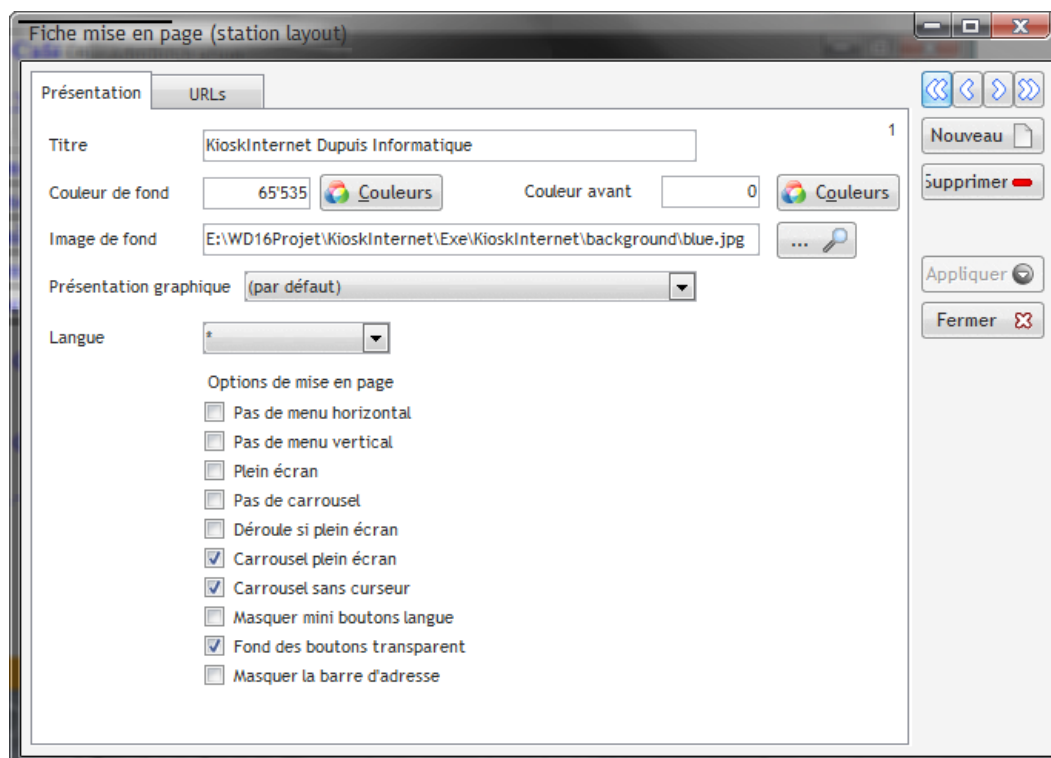 Fiche mise en page (station layout)
Présentation
URLs
1
Titre
KioskInternet Dupuis Informatique
Couleur de fond
65'535
Couleurs
Couleur avant
0
Couleurs
Image de fond
E:\WD16Projet\KioskInternet\Exe\KioskInternet\background\blue.jpg
...
Présentation graphique
(par défaut)
Langue
*
Options de mise en page
Pas de menu horizontal
Pas de menu vertical
Plein écran
Pas de carrousel
Déroule si plein écran
Carrousel plein écran
Carrousel sans curseur
Masquer mini boutons langue
Fond des boutons transparent
Masquer la barre d'adresse
Nouveau
Supprimer
Appliquer
Fermer